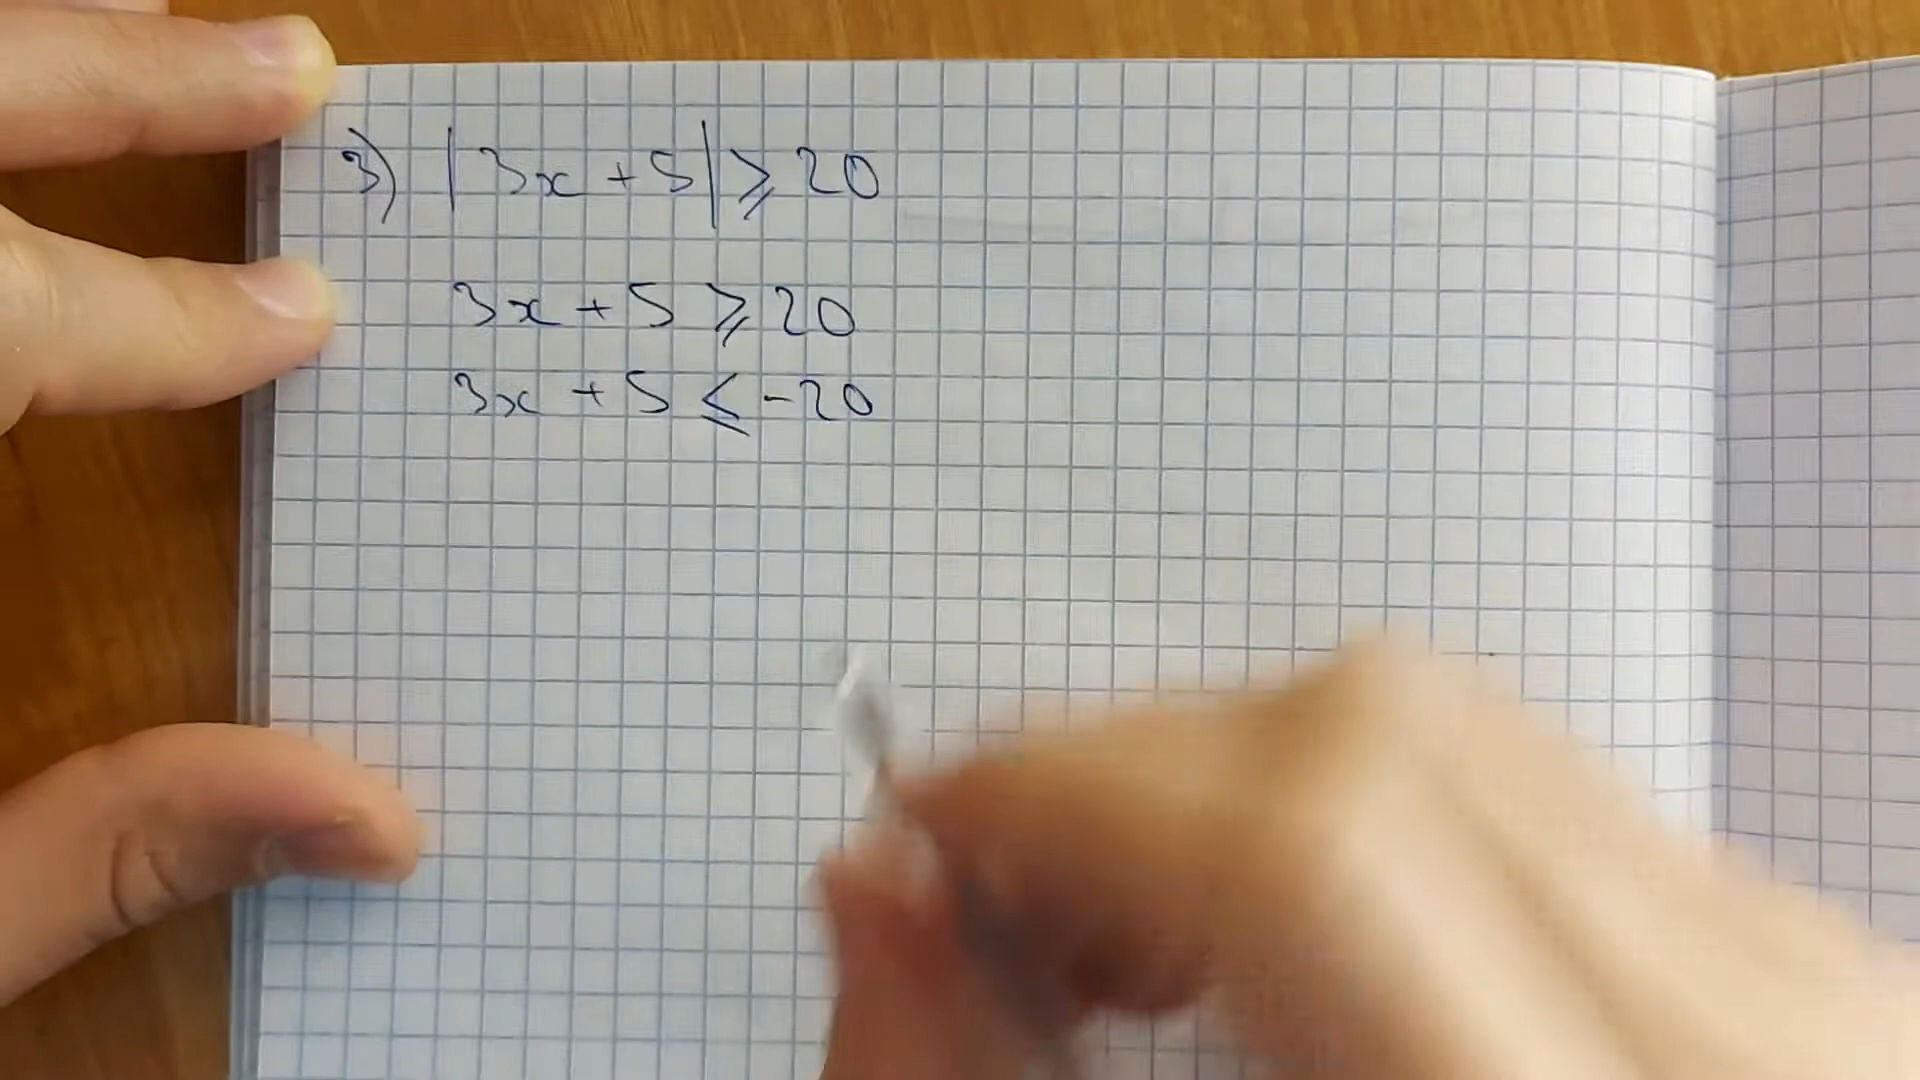 3) |3x + 5| ⩾ 20
3x + 5 ⩾ 20
3x + 5 ≤ -20